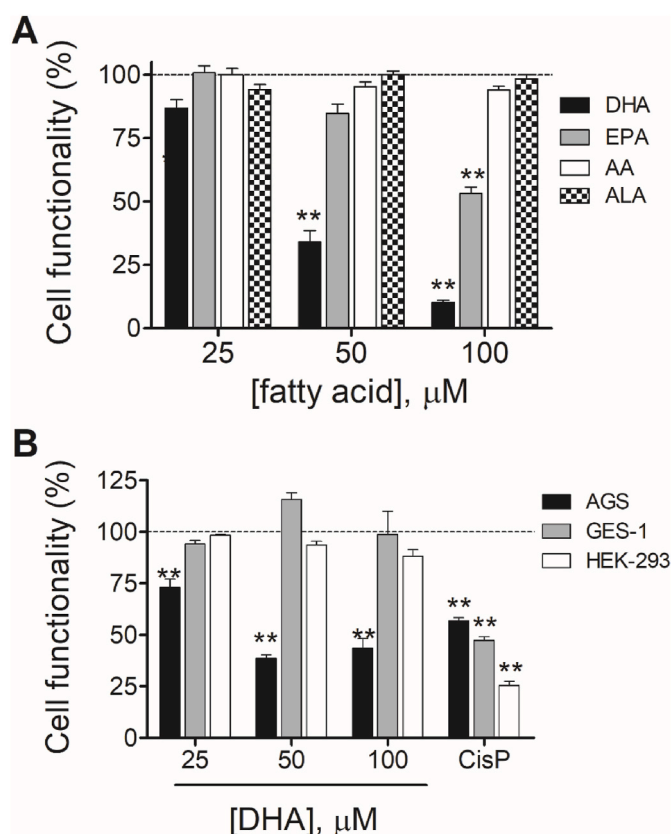 A
Cell functionality (%)
100
75
50
25
0
**
**
**
DHA
EPA
AA
ALA
25 50 100
[fatty acid], μM
B
Cell functionality (%)
125
100
75
50
25
0
**
**
**
**
**
**
AGS
GES-1
HEK-293
25 50 100 CisP
[DHA], μM